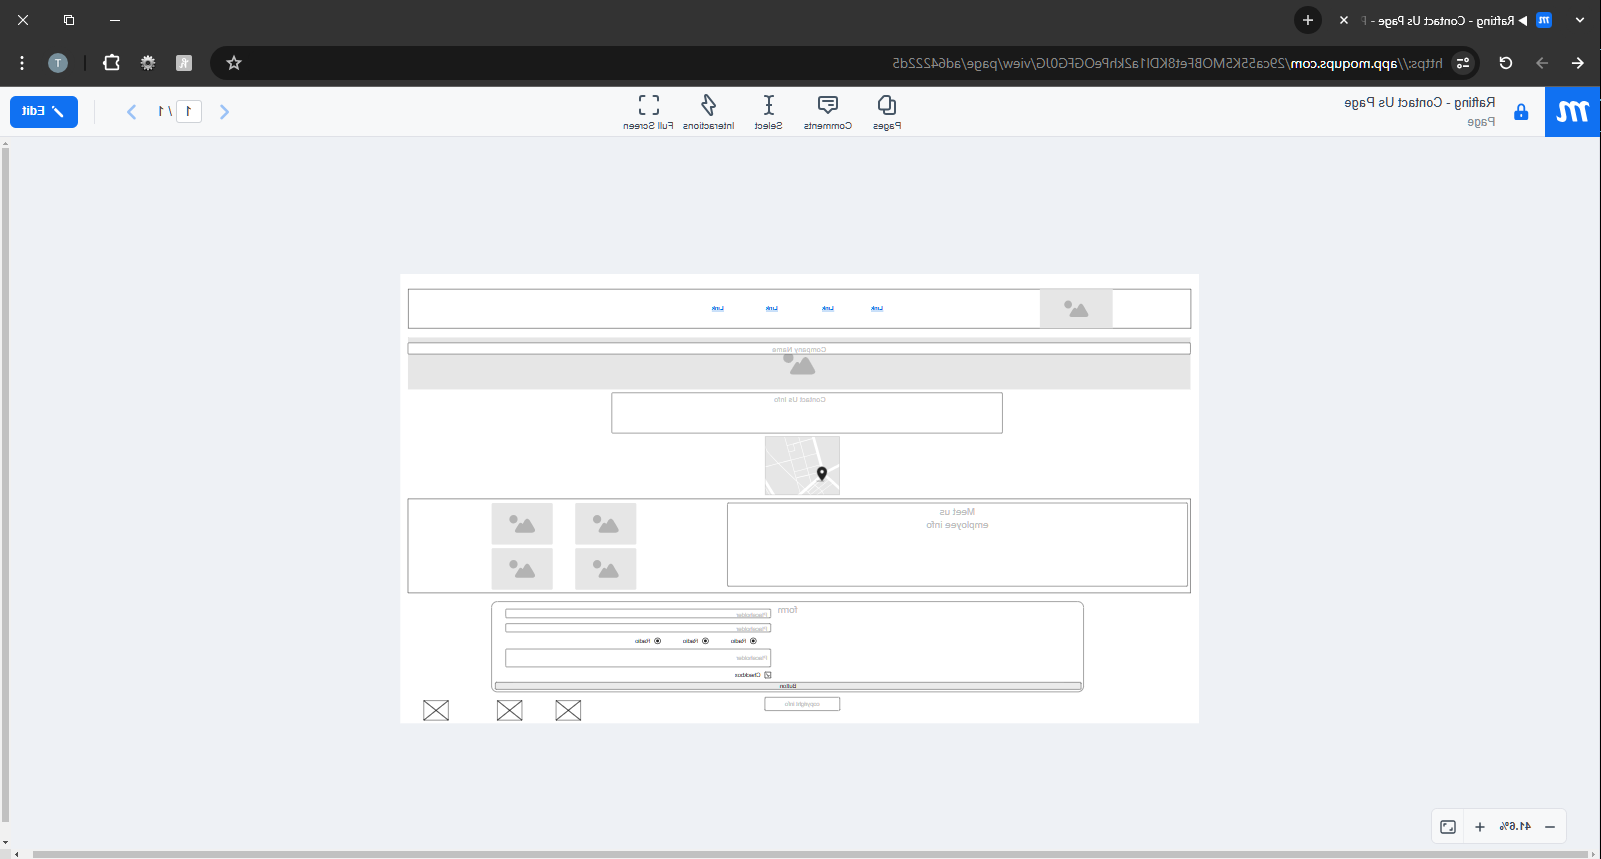 Rafting - Contact Us Page -
https://app.moqups.com/29ca55K5MOBFet8KDI1a2khPeOGFG0JG/view/page/ad64222d5
T
Rafting - Contact Us Page
Page
Pages
Comments
Select
Interactions
Full Screen
1 / 1
Edit
Link
Link
Link
Link
Company Name
Contact Us Info
Meet us
employee info
form
Placeholder
Placeholder
Radio
Radio
Radio
Placeholder
Checkbox
Button
copyright info
41.6%